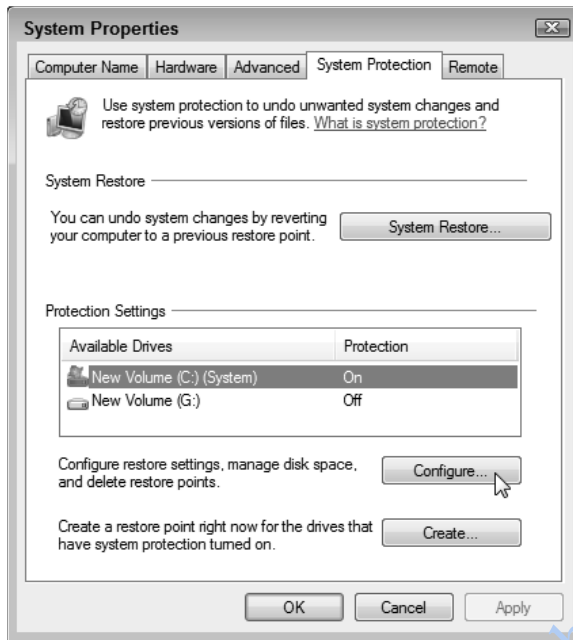 System Properties
Computer Name Hardware Advanced System Protection Remote
Use system protection to undo unwanted system changes and
restore previous versions of files. What is system protection?
System Restore
You can undo system changes by reverting
your computer to a previous restore point.
System Restore...
Protection Settings
Available Drives Protection
New Volume (C:) (System) On
New Volume (G:) Off
Configure restore settings, manage disk space,
and delete restore points.
Configure...
Create a restore point right now for the drives that
have system protection turned on.
Create...
OK Cancel Apply